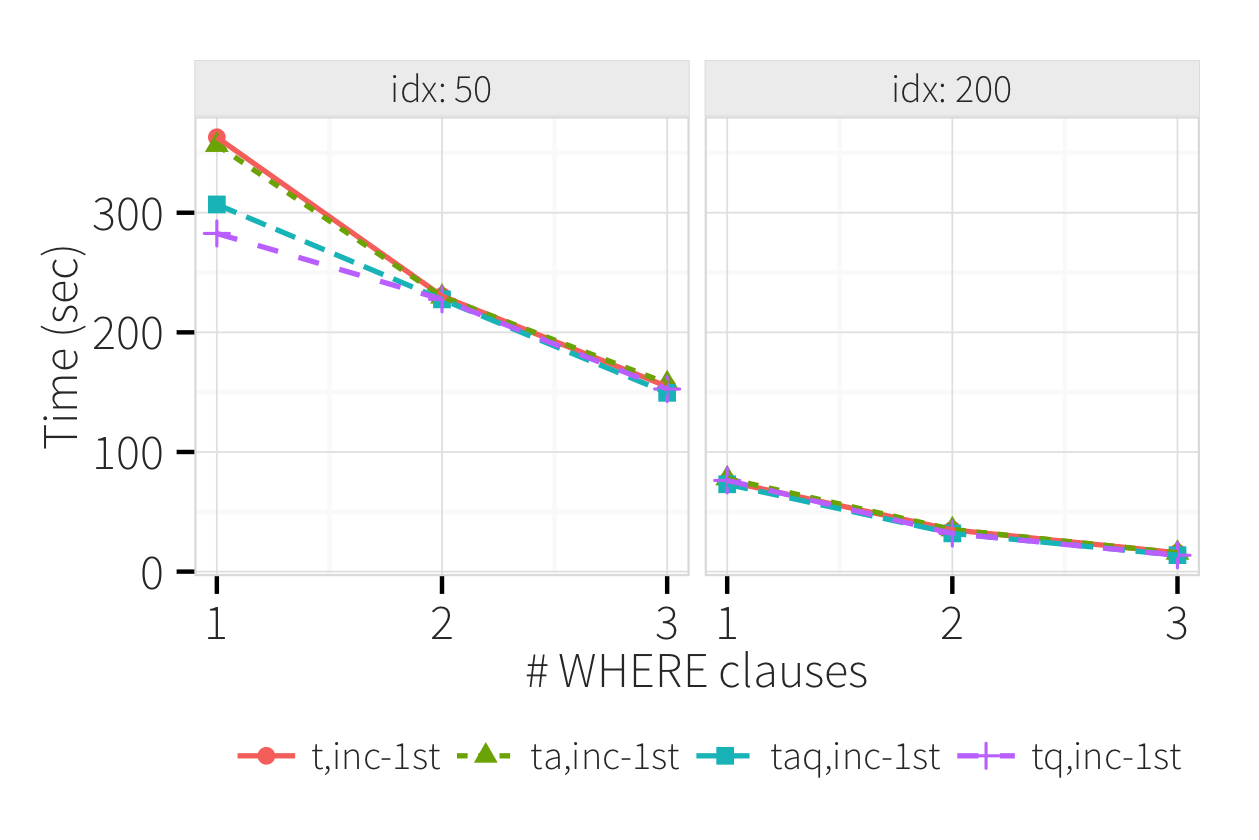 idx: 50
idx: 200
Time (sec)
300
200
100
0
1 2 3 1 2 3
# WHERE clauses
t,inc-1st ta,inc-1st taq,inc-1st tq,inc-1st